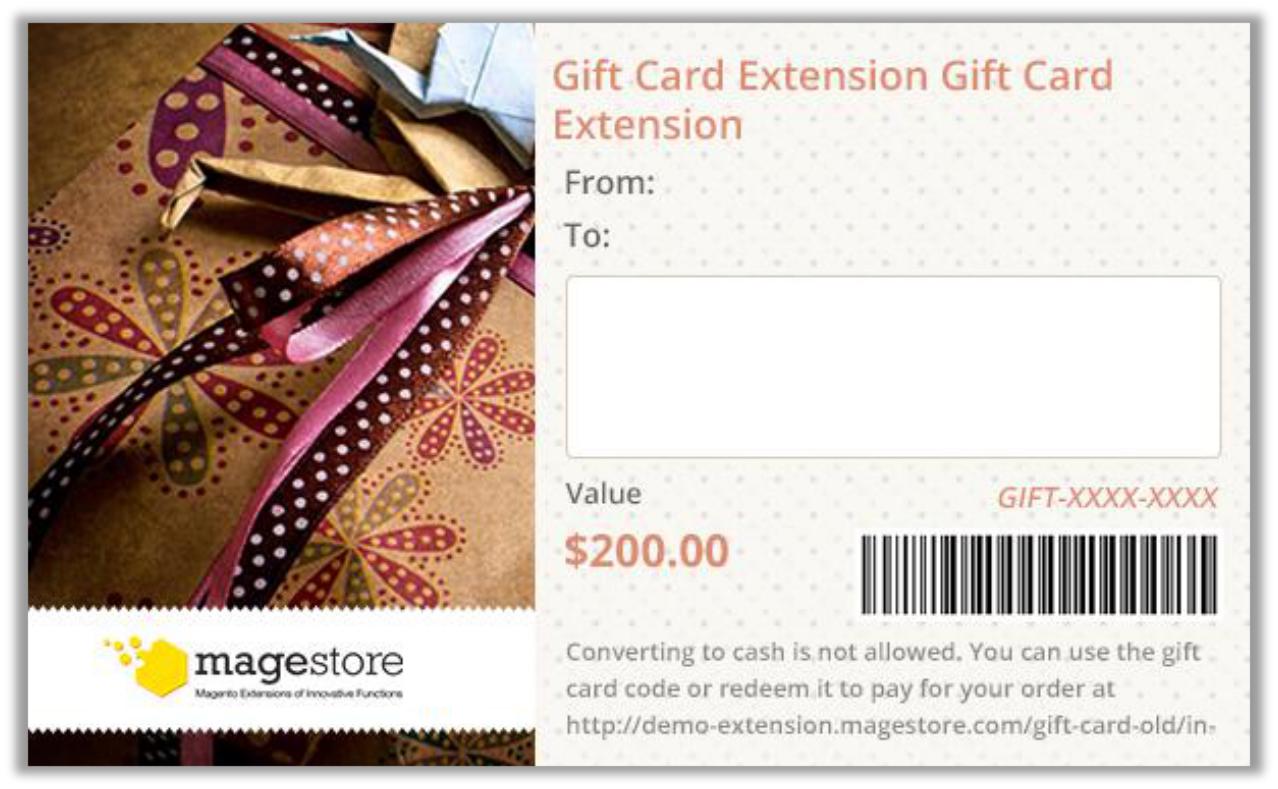 Gift Card Extension Gift Card
Extension
From:
To:
Value
GIFT-XXXX-XXXX
$200.00
magestore
Magento Extensions of Innovative Functions
Converting to cash is not allowed. You can use the gift
card code or redeem it to pay for your order at
http://demo-extension.magestore.com/gift-card-old/in-